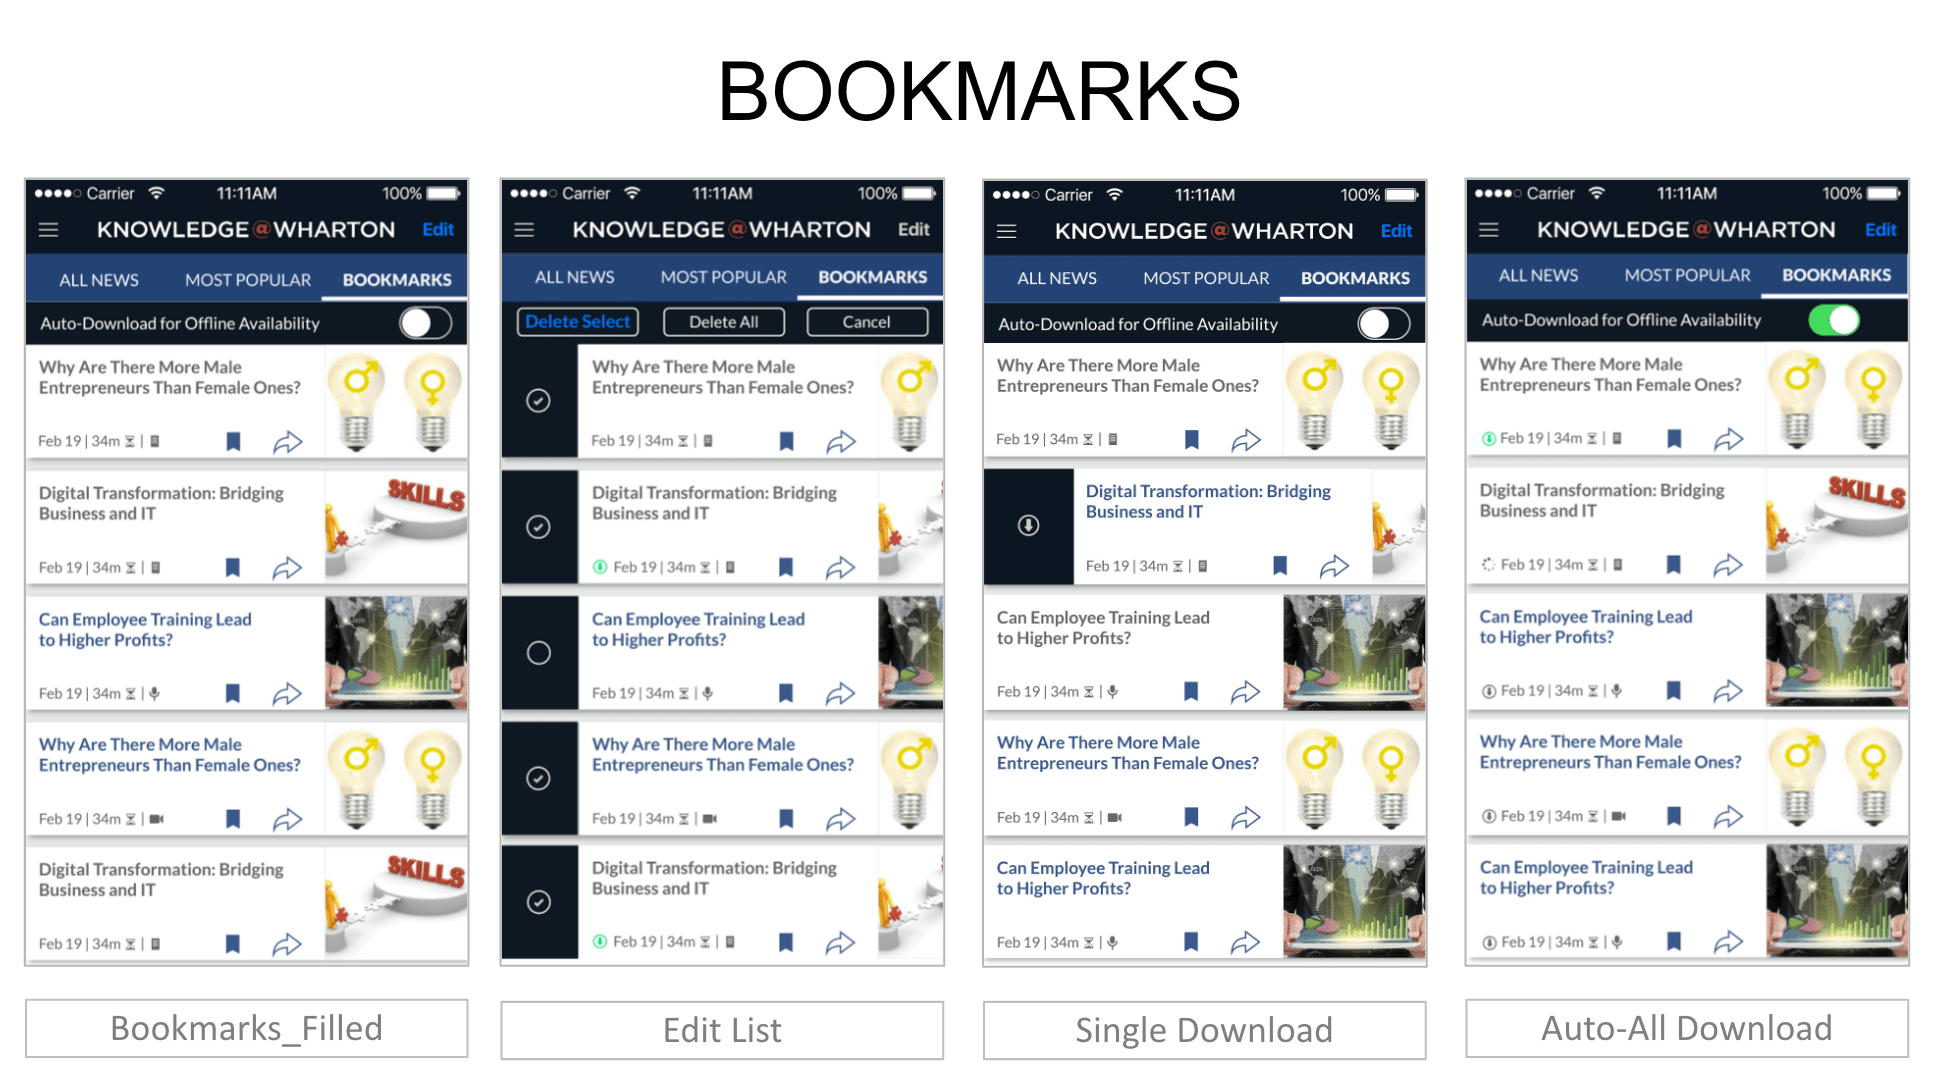 BOOKMARKS
Carrier 11:11AM 100%
KNOWLEDGE@WHARTON Edit
ALL NEWS MOST POPULAR BOOKMARKS
Auto-Download for Offline Availability
Why Are There More Male
Entrepreneurs Than Female Ones?
Feb 19 | 34m |
Digital Transformation: Bridging
Business and IT
SKILLS
Feb 19 | 34m |
Can Employee Training Lead
to Higher Profits?
Feb 19 | 34m |
Why Are There More Male
Entrepreneurs Than Female Ones?
Feb 19 | 34m |
Digital Transformation: Bridging
Business and IT
SKILLS
Feb 19 | 34m |
Bookmarks_Filled
Carrier 11:11AM 100%
KNOWLEDGE@WHARTON Edit
ALL NEWS MOST POPULAR BOOKMARKS
Delete Select Delete All Cancel
Why Are There More Male
Entrepreneurs Than Female Ones?
Feb 19 | 34m |
Digital Transformation: Bridging
Business and IT
Feb 19 | 34m |
Can Employee Training Lead
to Higher Profits?
Feb 19 | 34m |
Why Are There More Male
Entrepreneurs Than Female Ones?
Feb 19 | 34m |
Digital Transformation: Bridging
Business and IT
Feb 19 | 34m |
Edit List
Carrier 11:11AM 100%
KNOWLEDGE@WHARTON Edit
ALL NEWS MOST POPULAR BOOKMARKS
Auto-Download for Offline Availability
Why Are There More Male
Entrepreneurs Than Female Ones?
Feb 19 | 34m |
Digital Transformation: Bridging
Business and IT
Feb 19 | 34m |
Can Employee Training Lead
to Higher Profits?
Feb 19 | 34m |
Why Are There More Male
Entrepreneurs Than Female Ones?
Feb 19 | 34m |
Can Employee Training Lead
to Higher Profits?
Feb 19 | 34m |
Single Download
Carrier 11:11AM 100%
KNOWLEDGE@WHARTON Edit
ALL NEWS MOST POPULAR BOOKMARKS
Auto-Download for Offline Availability
Why Are There More Male
Entrepreneurs Than Female Ones?
Feb 19 | 34m |
Digital Transformation: Bridging
Business and IT
SKILLS
Feb 19 | 34m |
Can Employee Training Lead
to Higher Profits?
Feb 19 | 34m |
Why Are There More Male
Entrepreneurs Than Female Ones?
Feb 19 | 34m |
Can Employee Training Lead
to Higher Profits?
Feb 19 | 34m |
Auto-All Download